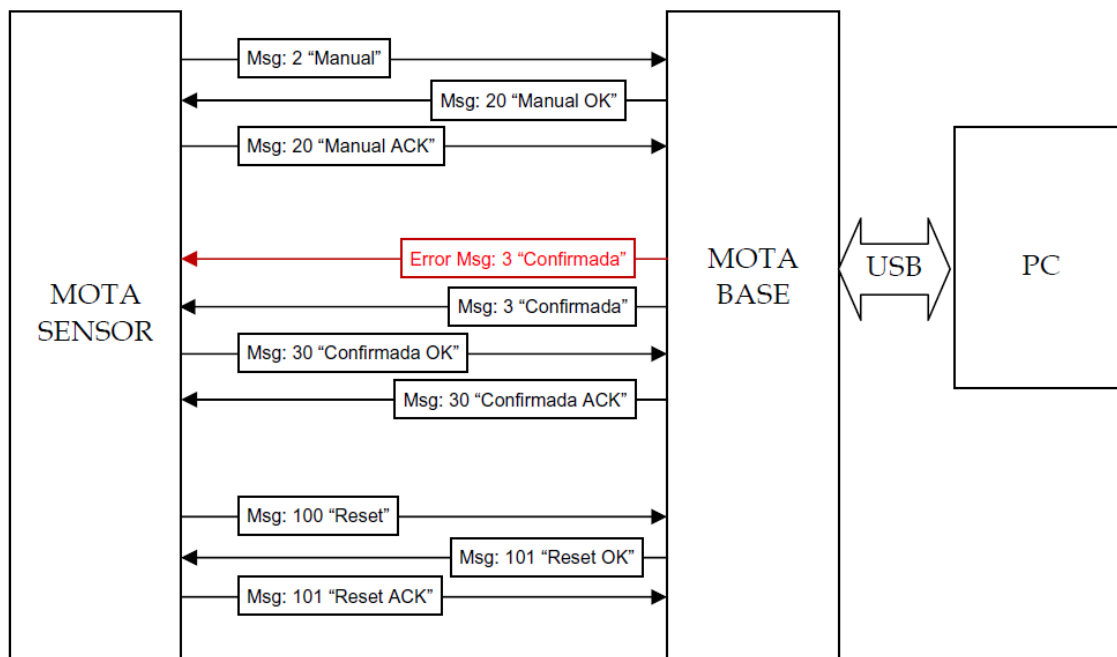 Msg: 2 “Manual”
Msg: 20 “Manual OK”
Msg: 20 “Manual ACK”
Error Msg: 3 “Confirmada”
Msg: 3 “Confirmada”
Msg: 30 “Confirmada OK”
Msg: 30 “Confirmada ACK”
Msg: 100 “Reset”
Msg: 101 “Reset OK”
Msg: 101 “Reset ACK”
MOTA
SENSOR
MOTA
BASE
USB
PC